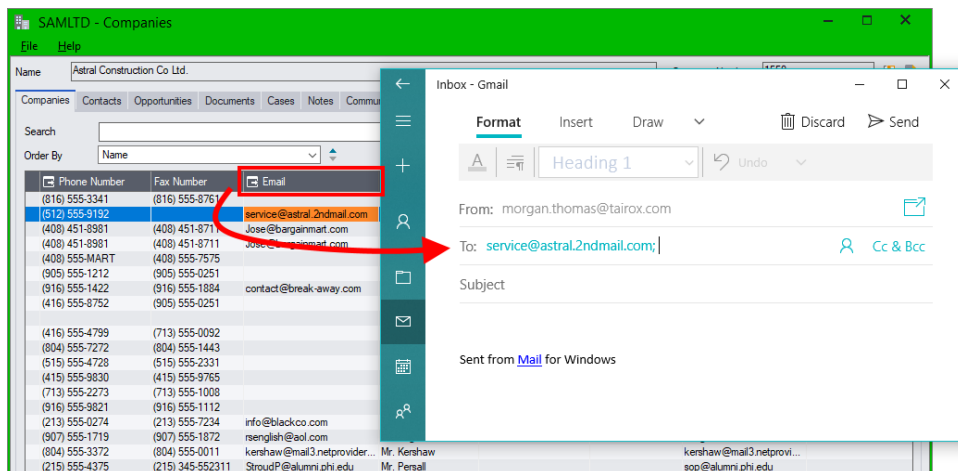 SAMLTD - Companies
File Help
Name Astral Construction Co Ltd.
Companies Contacts Opportunities Documents Cases Notes
Search
Order By Name
Phone Number Fax Number Email
(816) 555-3341 (816) 555-8761
(512) 555-9192 service@astral.2ndmail.com
(408) 451-8981 (408) 451-8711 Jose@bargainmart.com
(408) 451-8981 (408) 451-8711 Jose@bargainmart.com
(408) 555-MART (408) 555-7575
(905) 555-1212 (905) 555-0251
(916) 555-1422 (916) 555-1884 contact@break-away.com
(416) 555-8752 (905) 555-0251
(416) 555-4799 (713) 555-0092
(804) 555-7272 (804) 555-1443
(515) 555-4728 (515) 555-2331
(415) 555-9830 (415) 555-9765
(713) 555-2273 (713) 555-1008
(916) 555-9821 (916) 555-1112
(213) 555-0274 (213) 555-7234 info@blackco.com
(907) 555-1719 (907) 555-1872 rsenglish@aol.com
(804) 555-3372 (804) 555-0011 kershaw@mail3.netprovider... Mr. Kershaw kershaw@mail3.netprovi...
(215) 555-4375 (215) 345-552311 StroudP@alumni.phi.edu Mr. Persall sop@alumni.phi.edu
Inbox - Gmail
Format Insert Draw Discard Send
A Heading 1 Undo
From: morgan.thomas@tairox.com
To: service@astral.2ndmail.com; Cc & Bcc
Subject
Sent from Mail for Windows